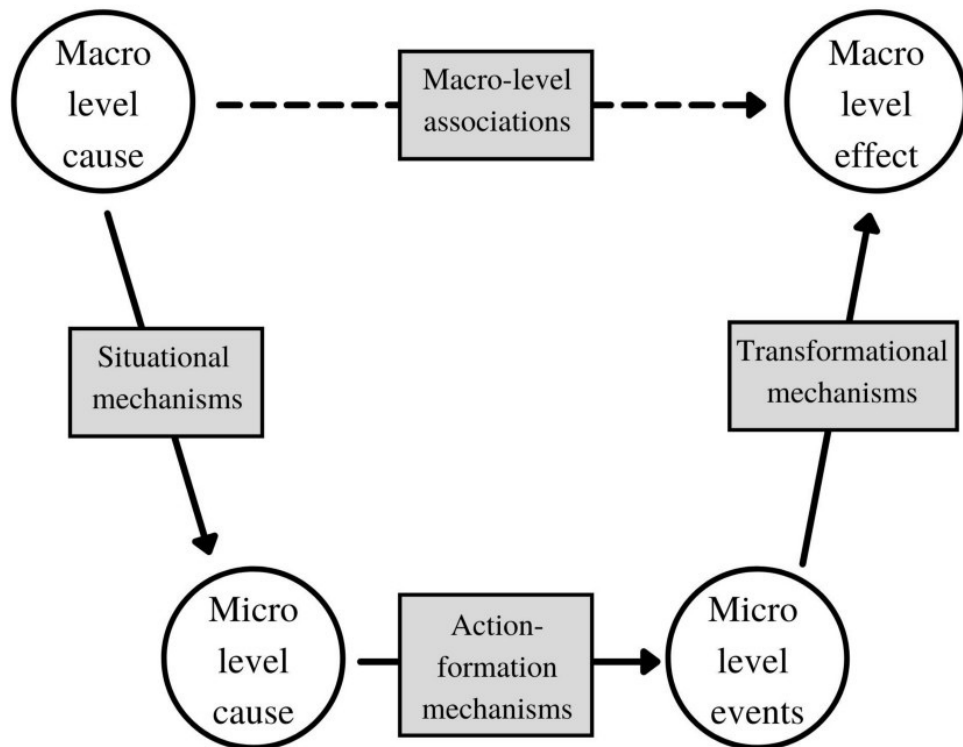 Macro
level
cause
Macro-level
associations
Macro
level
effect
Situational
mechanisms
Transformational
mechanisms
Micro
level
cause
Action-
formation
mechanisms
Micro
level
events